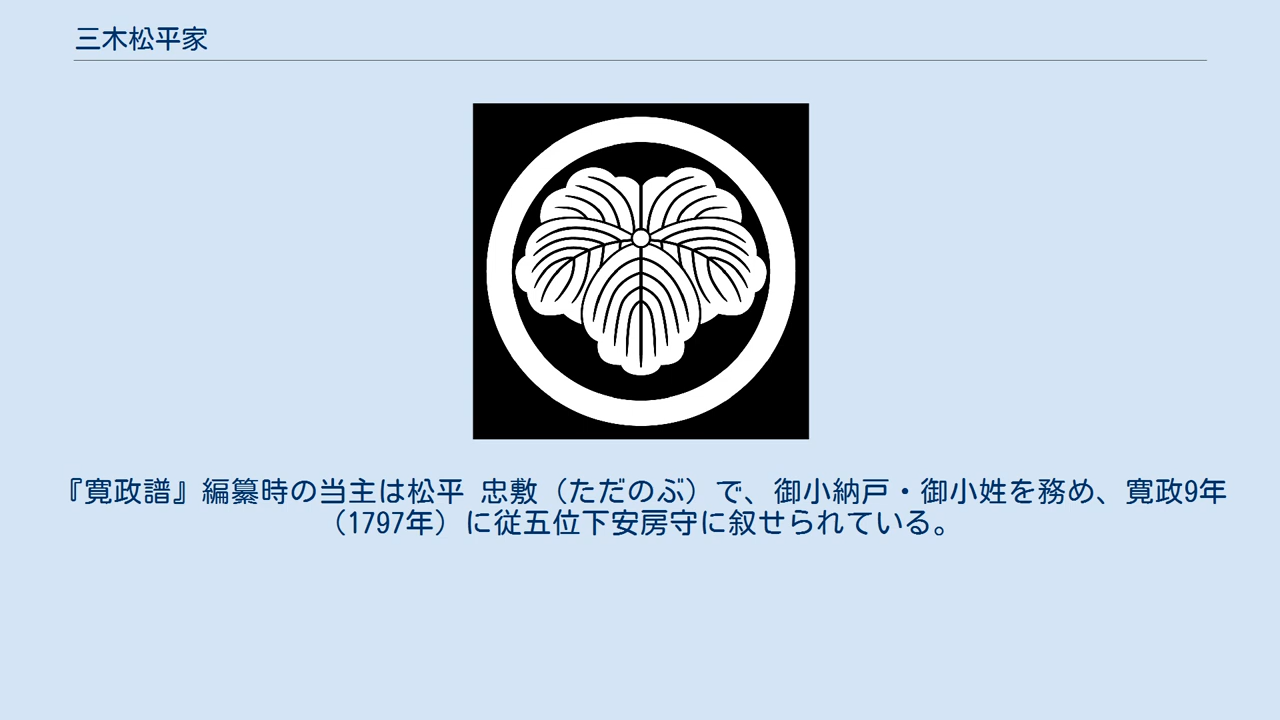 三木松平家
『寛政譜』編纂時の当主は松平 忠敷（ただのぶ）で、御小納戸・御小姓を務め、寛政9年
（1797年）に従五位下安房守に叙せられている。